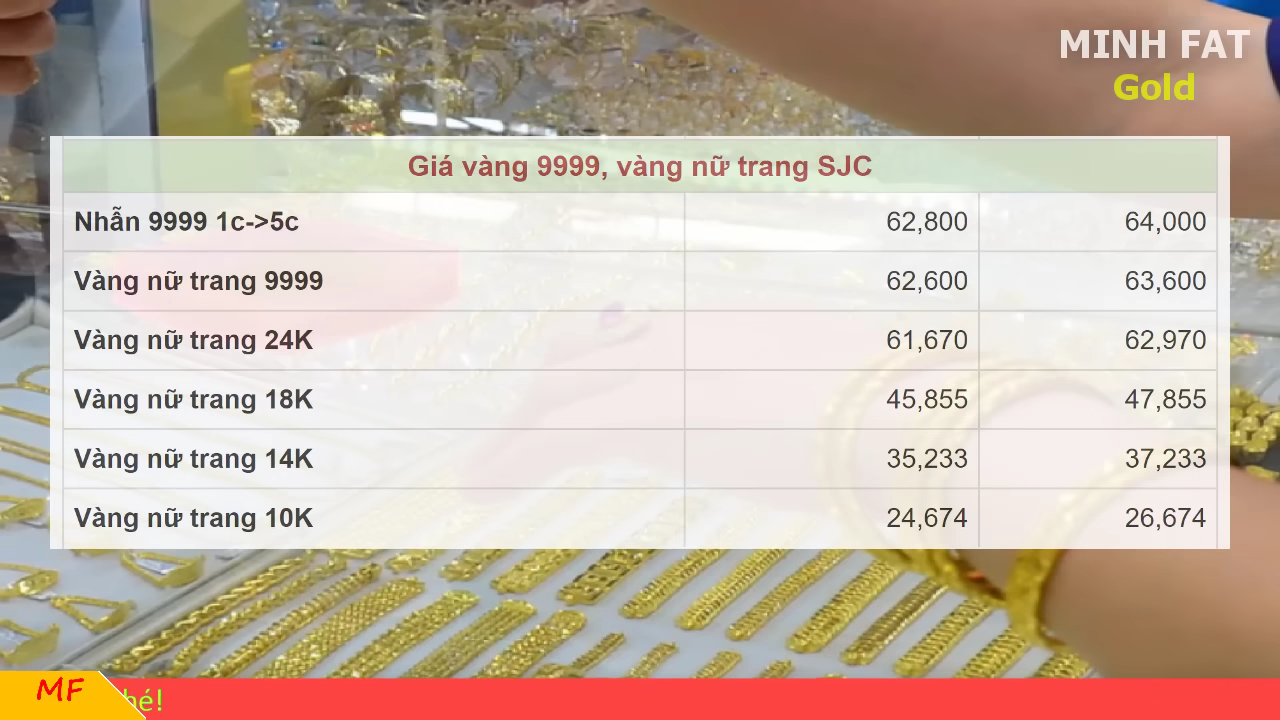 MINH FAT
Gold
Giá vàng 9999, vàng nữ trang SJC
Nhẫn 9999 1c->5c 62,800 64,000
Vàng nữ trang 9999 62,600 63,600
Vàng nữ trang 24K 61,670 62,970
Vàng nữ trang 18K 45,855 47,855
Vàng nữ trang 14K 35,233 37,233
Vàng nữ trang 10K 24,674 26,674
MF hé!